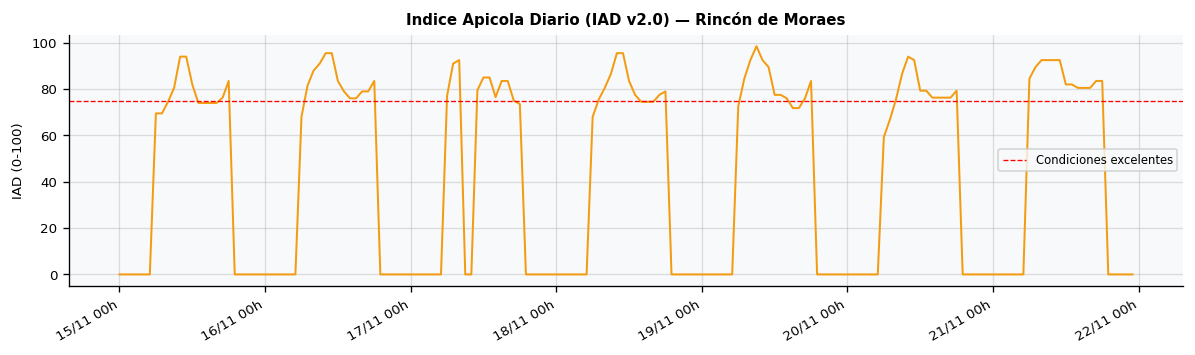 Indice Apicola Diario (IAD v2.0) — Rincón de Moraes
IAD (0-100)
100
80
60
40
20
0
Condiciones excelentes
15/11 00h
16/11 00h
17/11 00h
18/11 00h
19/11 00h
20/11 00h
21/11 00h
22/11 00h